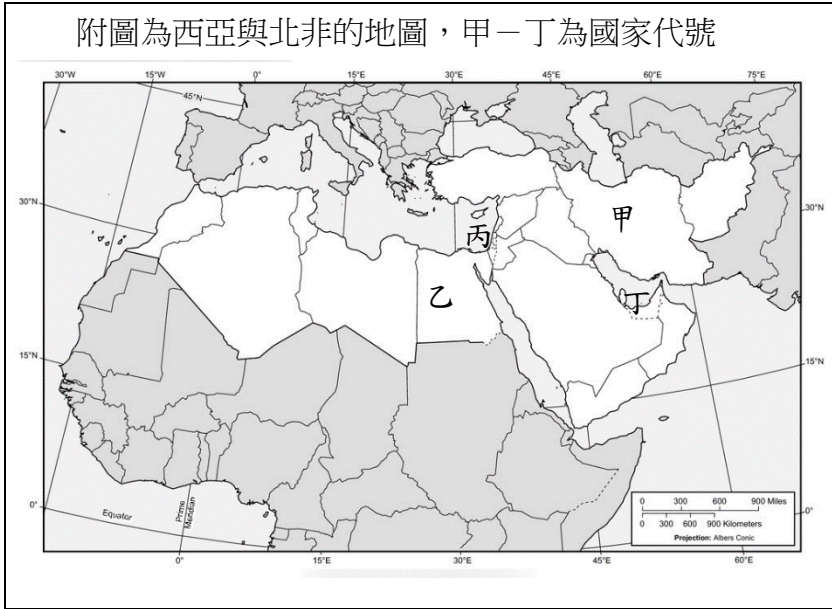 附圖為西亞與北非的地圖，甲－丁為國家代號
30°W 15°W 0° 15°E 30°E 45°E 60°E 75°E
45°N
30°N
30°N
甲
丙
乙
丁
15°N
15°N
0°
0°
Equator
Prime
Meridian
0 300 600 900 Miles
0 300 600 900 Kilometers
Projection: Albers Conic
0° 15°E 30°E 45°E 60°E